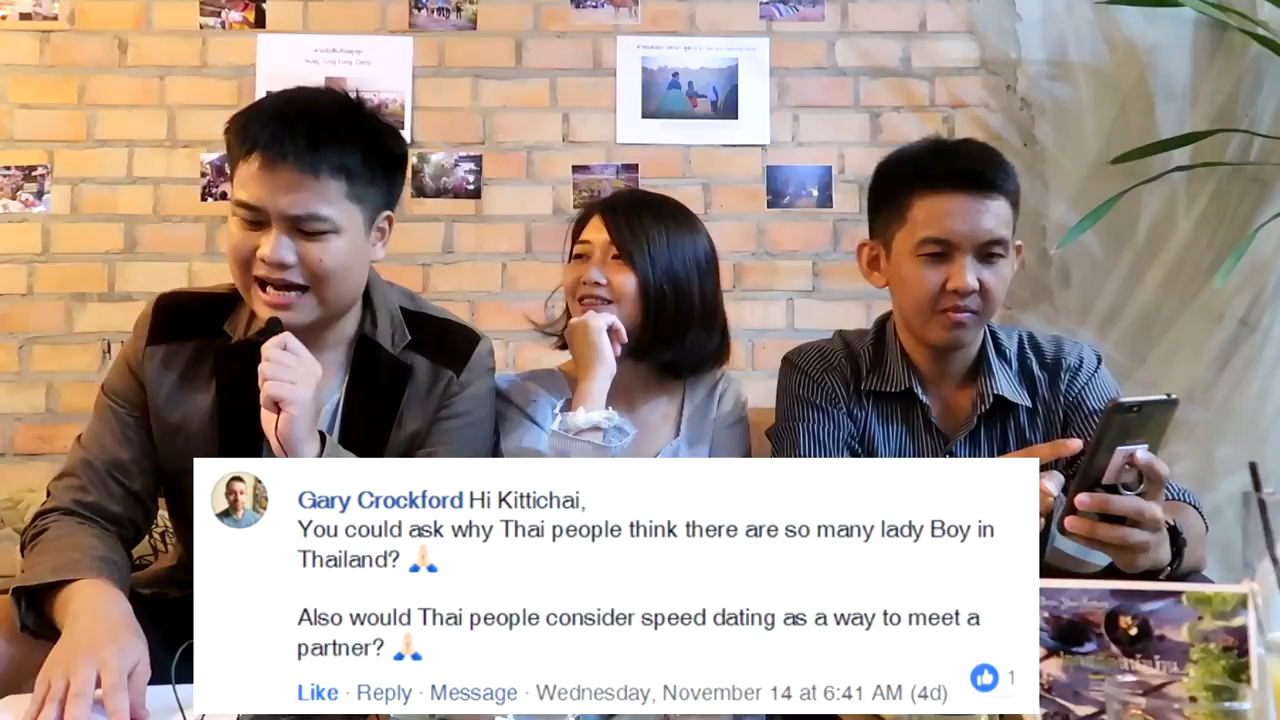 Gary Crockford Hi Kittichai,
You could ask why Thai people think there are so many lady Boy in
Thailand? 🙏🏻
Also would Thai people consider speed dating as a way to meet a
partner? 🙏🏻
Like · Reply · Message · Wednesday, November 14 at 6:41 AM (4d)
1